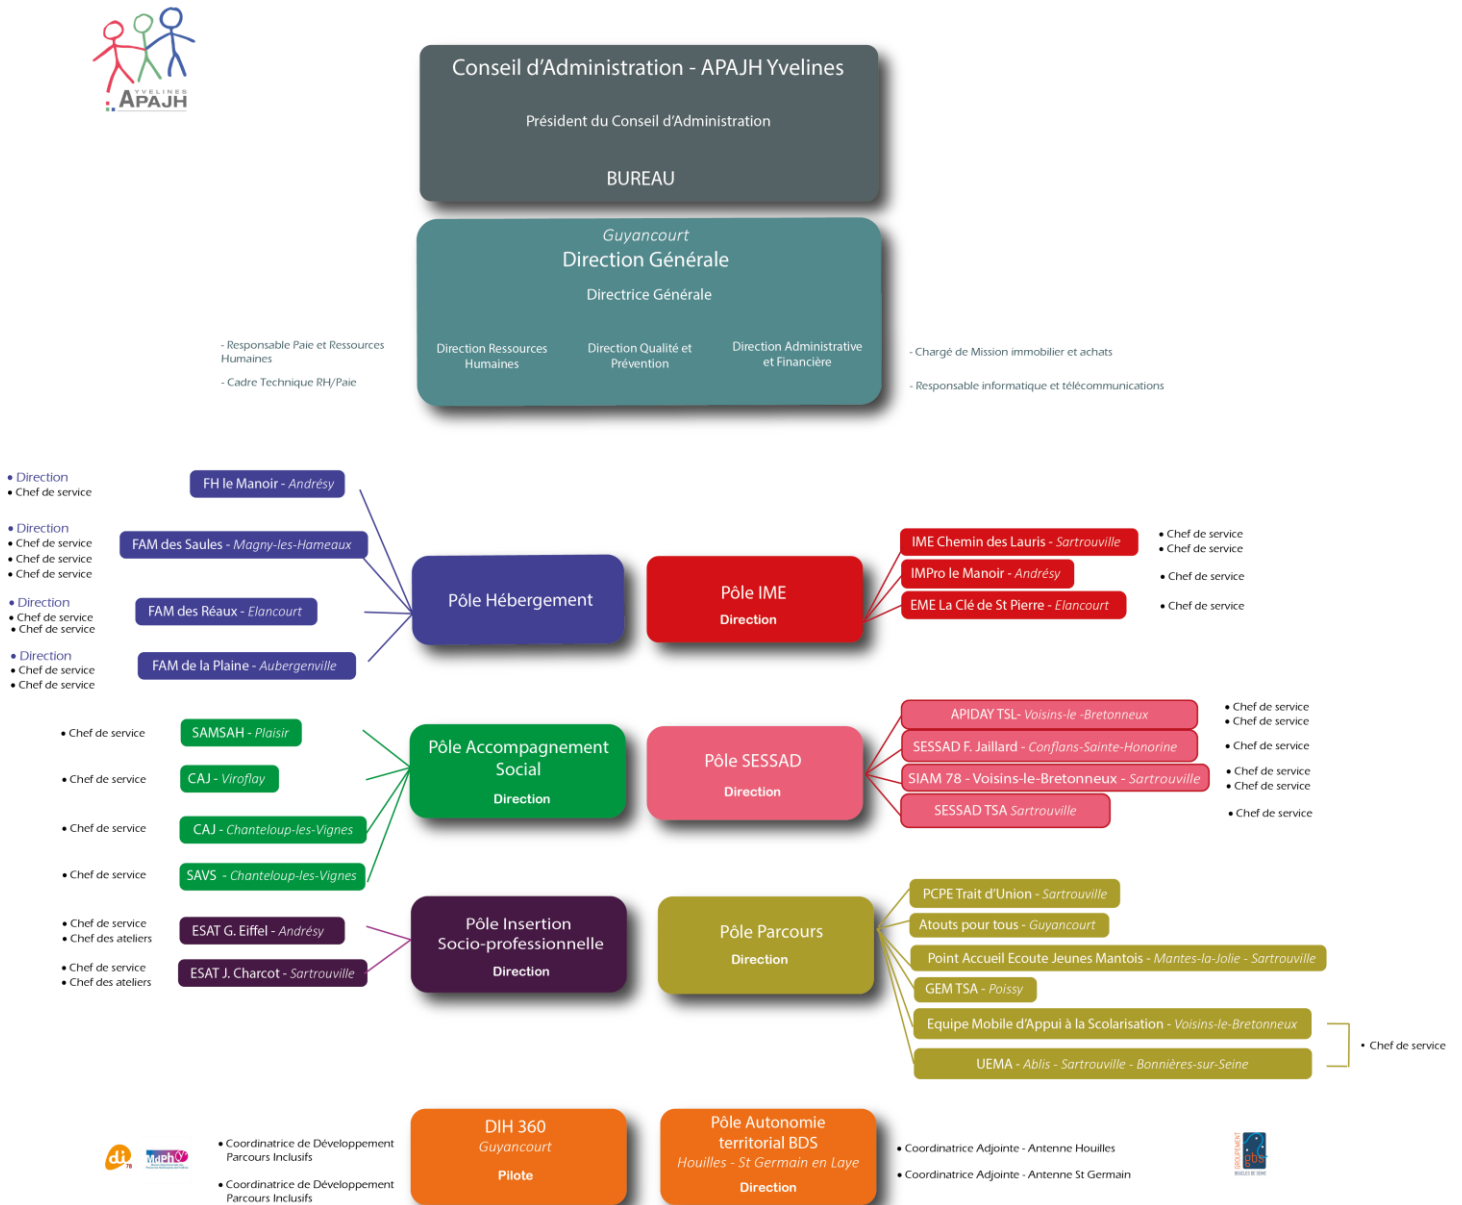 YVELINES
APAJH
Conseil d'Administration - APAJH Yvelines
Président du Conseil d'Administration
BUREAU
Guyancourt
Direction Générale
Directrice Générale
Direction Ressources
Humaines
Direction Qualité et
Prévention
Direction Administrative
et Financière
- Responsable Paie et Ressources
Humaines
- Cadre Technique RH/Paie
- Chargé de Mission immobilier et achats
- Responsable informatique et télécommunications
• Direction
• Chef de service
FH le Manoir - Andrésy
• Direction
• Chef de service
• Chef de service
• Chef de service
FAM des Saules - Magny-les-Hameaux
• Direction
• Chef de service
• Chef de service
FAM des Réaux - Elancourt
• Direction
• Chef de service
• Chef de service
FAM de la Plaine - Aubergenville
Pôle Hébergement
Pôle IME
Direction
IME Chemin des Lauris - Sartrouville
• Chef de service
• Chef de service
IMPro le Manoir - Andrésy
• Chef de service
EME La Clé de St Pierre - Elancourt
• Chef de service
• Chef de service
SAMSAH - Plaisir
• Chef de service
CAJ - Viroflay
• Chef de service
CAJ - Chanteloup-les-Vignes
• Chef de service
SAVS - Chanteloup-les-Vignes
Pôle Accompagnement
Social
Direction
Pôle SESSAD
Direction
APIDAY TSL- Voisins-le -Bretonneux
• Chef de service
• Chef de service
SESSAD F. Jaillard - Conflans-Sainte-Honorine
• Chef de service
SIAM 78 - Voisins-le-Bretonneux - Sartrouville
• Chef de service
• Chef de service
SESSAD TSA Sartrouville
• Chef de service
• Chef de service
• Chef des ateliers
ESAT G. Eiffel - Andrésy
• Chef de service
• Chef des ateliers
ESAT J. Charcot - Sartrouville
Pôle Insertion
Socio-professionnelle
Direction
Pôle Parcours
Direction
PCPE Trait d'Union - Sartrouville
Atouts pour tous - Guyancourt
Point Accueil Ecoute Jeunes Mantois - Mantes-la-Jolie - Sartrouville
GEM TSA - Poissy
Equipe Mobile d'Appui à la Scolarisation - Voisins-le-Bretonneux
UEMA - Ablis - Sartrouville - Bonnières-sur-Seine
• Chef de service
di
78
MdPh
• Coordinatrice de Développement
Parcours Inclusifs
• Coordinatrice de Développement
Parcours Inclusifs
DIH 360
Guyancourt
Pilote
Pôle Autonomie
territorial BDS
Houilles - St Germain en Laye
Direction
• Coordinatrice Adjointe - Antenne Houilles
• Coordinatrice Adjointe - Antenne St Germain
GROUPEMENT
gbs
BOUCLES DE SEINE